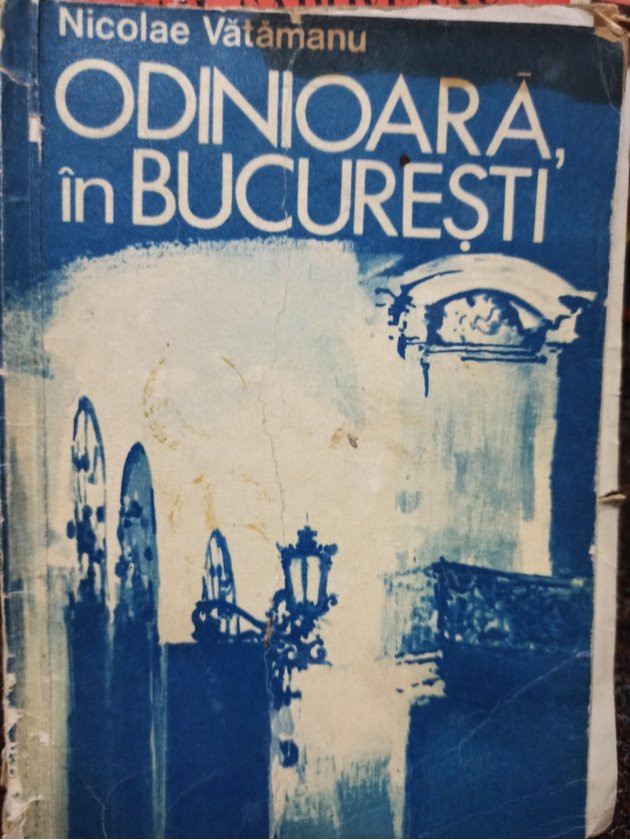 Nicolae Vătămanu
ODINIOARĂ,
în BUCUREȘTI